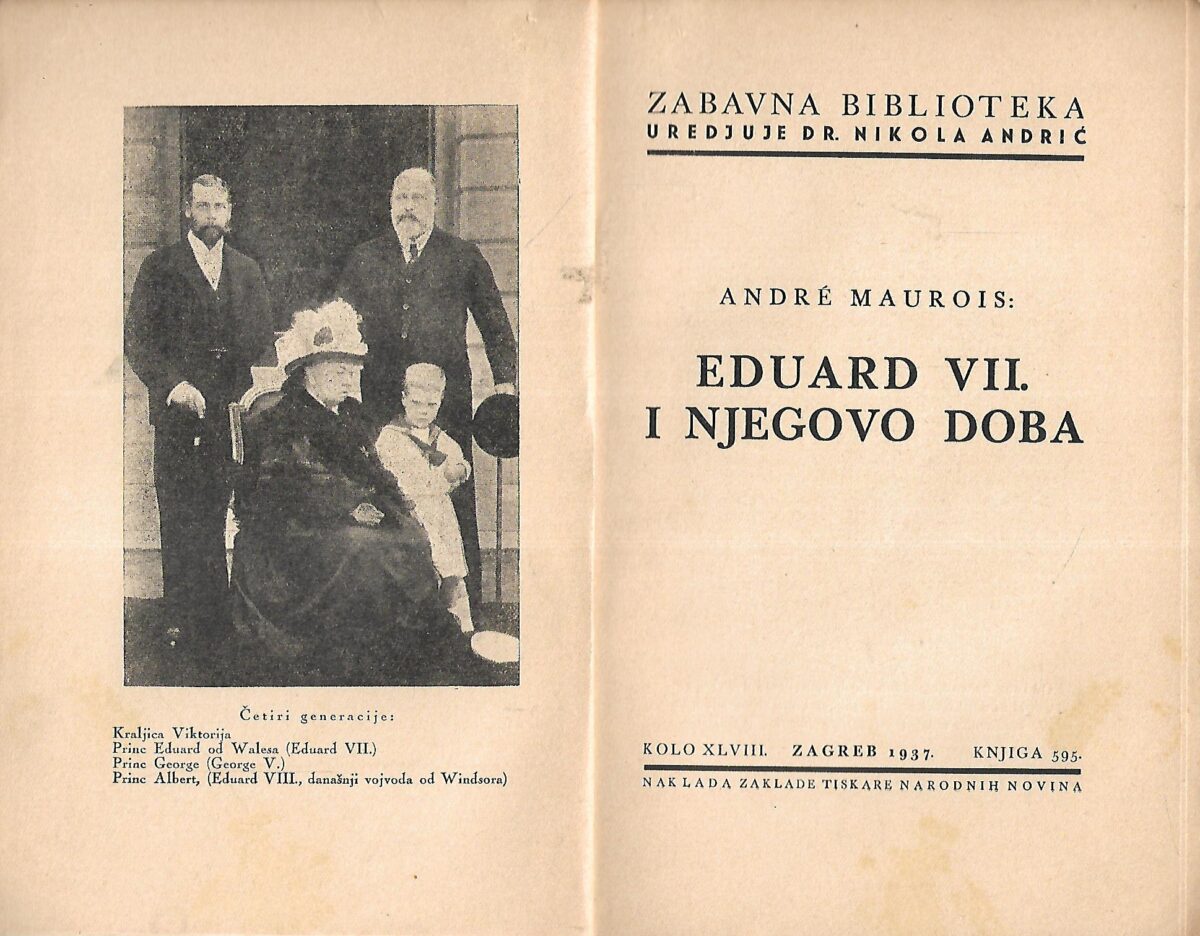 Četiri generacije:
Kraljica Viktorija
Princ Eduard od Walesa (Eduard VII.)
Princ George (George V.)
Princ Albert, (Eduard VIII., današnji vojvoda od Windsora)
ZABAVNA BIBLIOTEKA
UREDJUJE DR. NIKOLA ANDRIĆ
ANDRÉ MAUROIS:
EDUARD VII.
I NJEGOVO DOBA
KOLO XLVIII. ZAGREB 1937. KNJIGA 595.
NAKLADA ZAKLADE TISKARE NARODNIH NOVINA